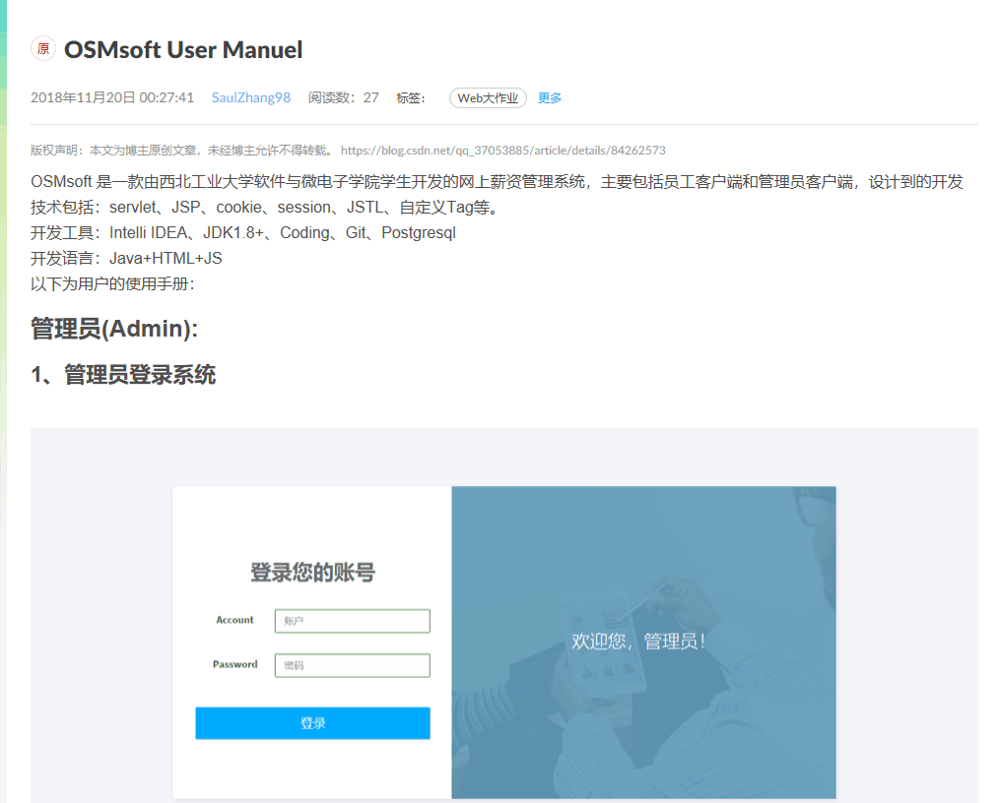 原 OSMsoft User Manuel
2018年11月20日 00:27:41 SaulZhang98 阅读数：27 标签： Web大作业 更多
版权声明：本文为博主原创文章，未经博主允许不得转载。 https://blog.csdn.net/qq_37053885/article/details/84262573
OSMsoft 是一款由西北工业大学软件与微电子学院学生开发的网上薪资管理系统，主要包括员工客户端和管理员客户端，设计到的开发
技术包括：servlet、JSP、cookie、session、JSTL、自定义Tag等。
开发工具：Intelli IDEA、JDK1.8+、Coding、Git、Postgresql
开发语言：Java+HTML+JS
以下为用户的使用手册：
管理员(Admin):
1、管理员登录系统
登录您的账号
Account 账户
Password 密码
登录
欢迎您，管理员！